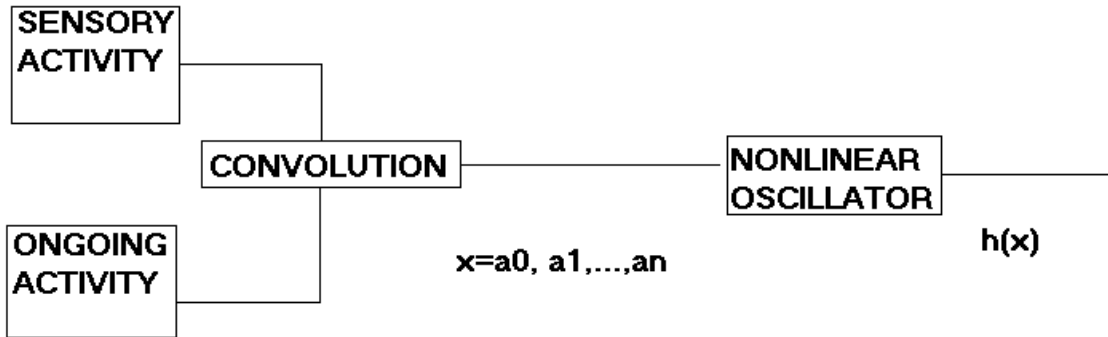 SENSORY
ACTIVITY
CONVOLUTION
NONLINEAR
OSCILLATOR
ONGOING
ACTIVITY
x=a0, a1,...,an
h(x)